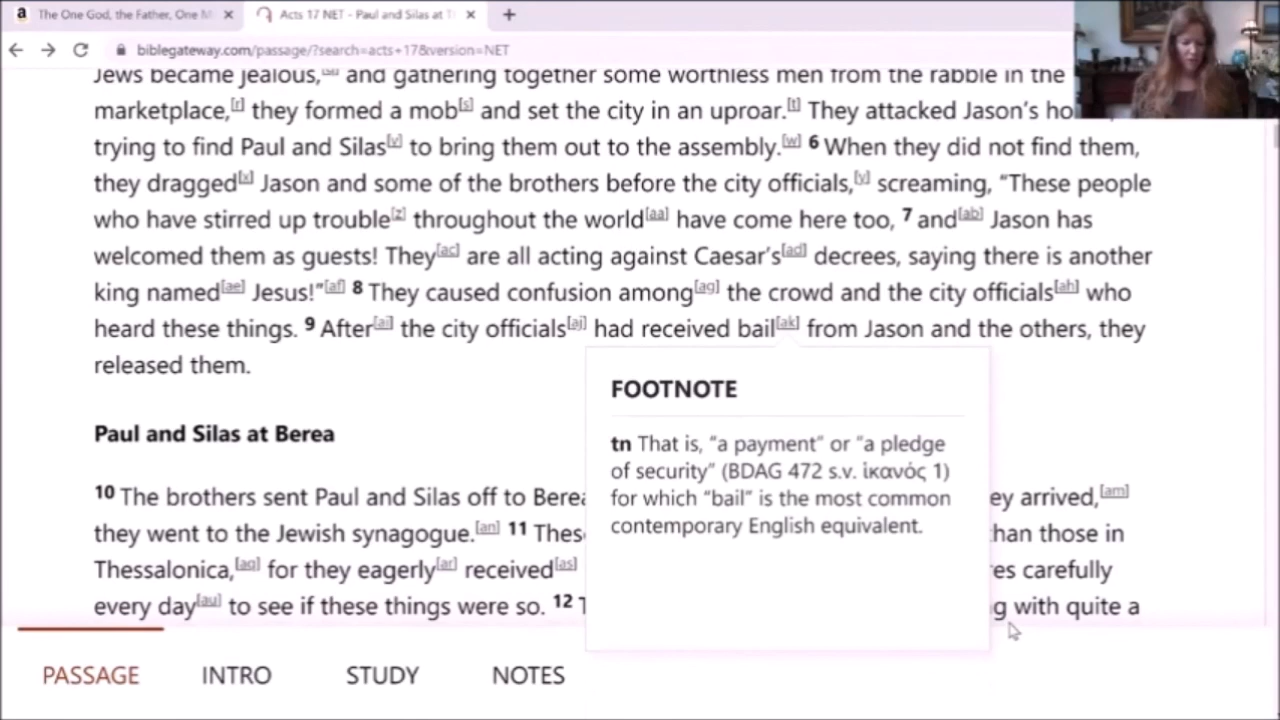 a The One God, the Father, One M × Acts 17 NET - Paul and Silas at T × +
biblegateway.com/passage/?search=acts+17&version=NET
Jews became jealous, and gathering together some worthless men from the rabble in the
marketplace,[r] they formed a mob[s] and set the city in an uproar.[t] They attacked Jason's
trying to find Paul and Silas[v] to bring them out to the assembly.[w] 6 When they did not find them,
they dragged[x] Jason and some of the brothers before the city officials,[y] screaming, “These people
who have stirred up trouble[z] throughout the world[aa] have come here too, 7 and[ab] Jason has
welcomed them as guests! They[ac] are all acting against Caesar's[ad] decrees, saying there is another
king named[ae] Jesus!”[af] 8 They caused confusion among[ag] the crowd and the city officials[ah] who
heard these things. 9 After[ai] the city officials[aj] had received bail[ak] from Jason and the others, they
released them.
FOOTNOTE
tn That is, “a payment” or “a pledge
of security” (BDAG 472 s.v. ἱκανός 1)
for which “bail” is the most common
contemporary English equivalent.
Paul and Silas at Berea
10 The brothers sent Paul and Silas off to Berea ey arrived,[am]
they went to the Jewish synagogue.[an] 11 Thes han those in
Thessalonica,[aq] for they eagerly[ar] received[as] es carefully
every day[au] to see if these things were so. 12 T g with quite a
PASSAGE INTRO STUDY NOTES